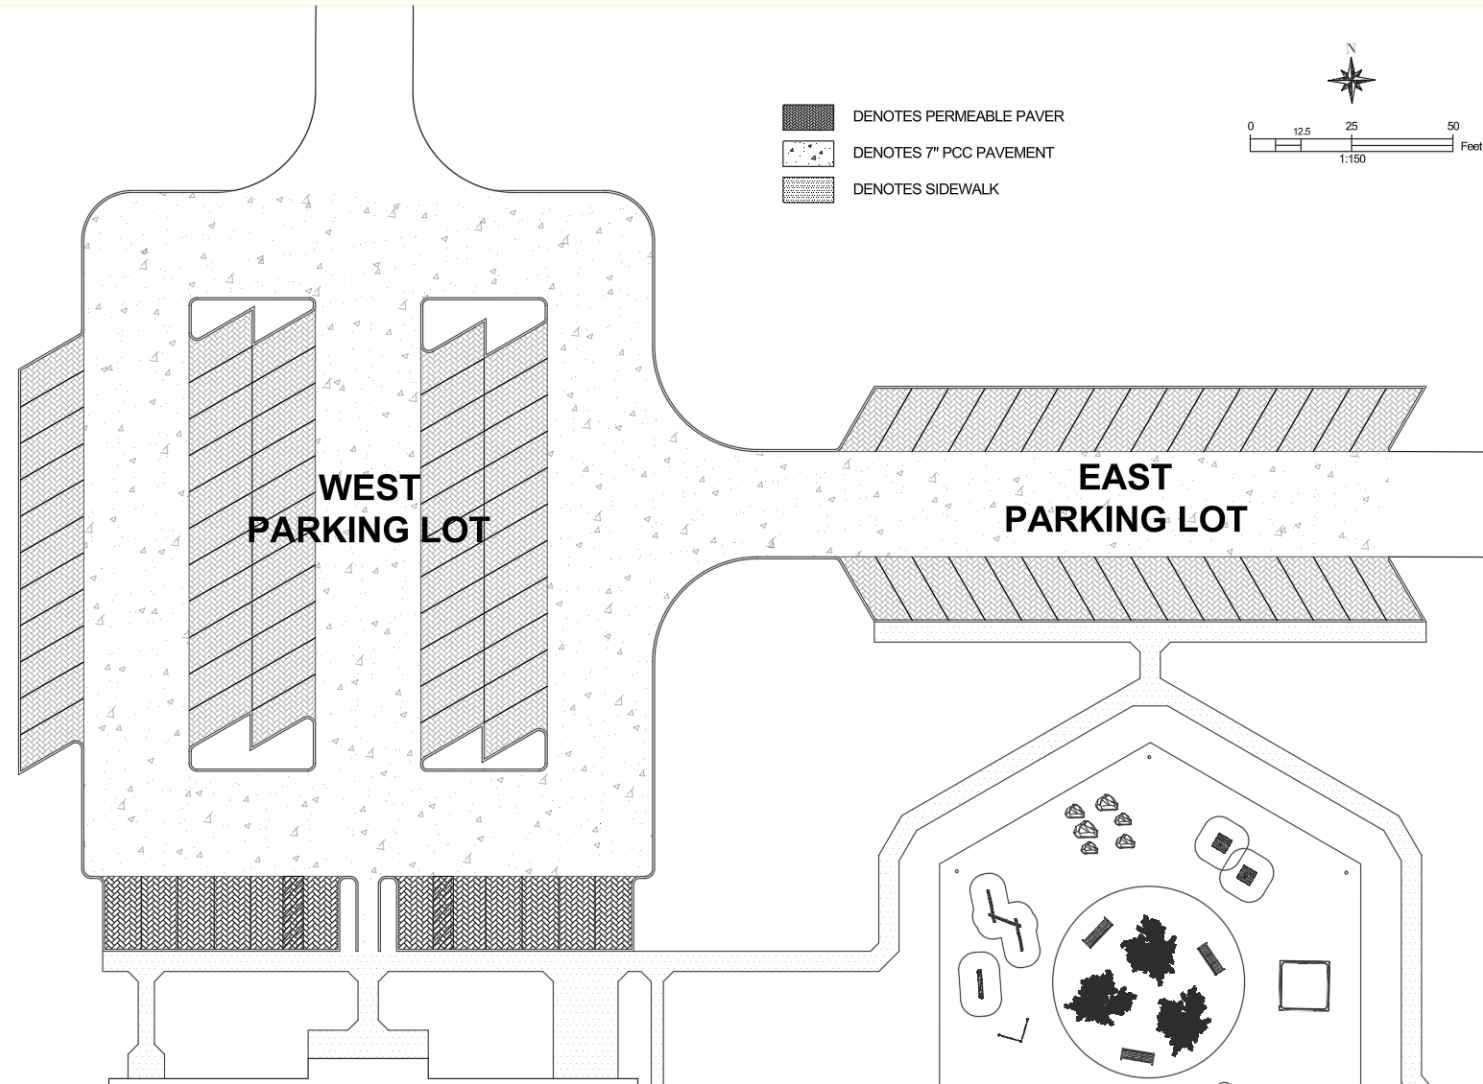 N
0
12.5
25
50
Feet
1:150
DENOTES PERMEABLE PAVER
DENOTES 7" PCC PAVEMENT
DENOTES SIDEWALK
WEST
PARKING LOT
EAST
PARKING LOT